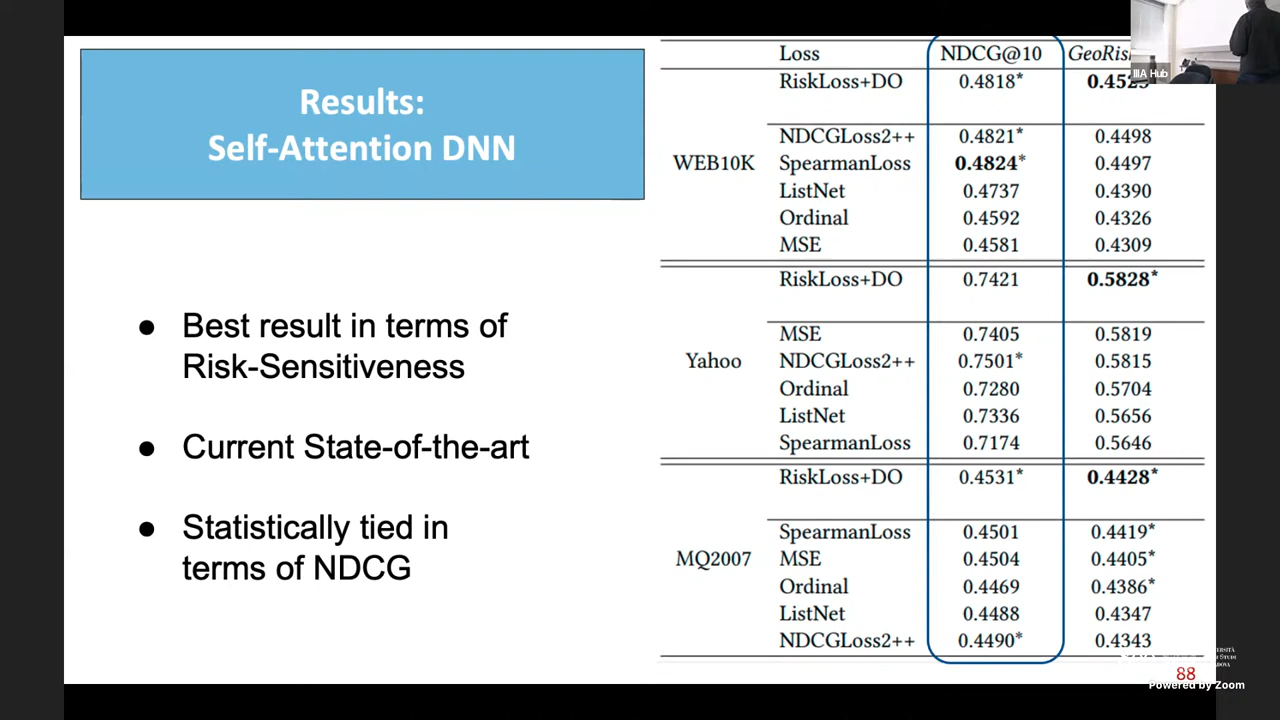 Results:
Self-Attention DNN
● Best result in terms of
Risk-Sensitiveness
● Current State-of-the-art
● Statistically tied in
terms of NDCG
Loss NDCG@10
RiskLoss+DO 0.4818*
NDCGLoss2++ 0.4821* 0.4498
WEB10K SpearmanLoss 0.4824* 0.4497
ListNet 0.4737 0.4390
Ordinal 0.4592 0.4326
MSE 0.4581 0.4309
RiskLoss+DO 0.7421 0.5828*
MSE 0.7405 0.5819
Yahoo NDCGLoss2++ 0.7501* 0.5815
Ordinal 0.7280 0.5704
ListNet 0.7336 0.5656
SpearmanLoss 0.7174 0.5646
RiskLoss+DO 0.4531* 0.4428*
SpearmanLoss 0.4501 0.4419*
MQ2007 MSE 0.4504 0.4405*
Ordinal 0.4469 0.4386*
ListNet 0.4488 0.4347
NDCGLoss2++ 0.4490* 0.4343
IIIA Hub
88
Powered by Zoom